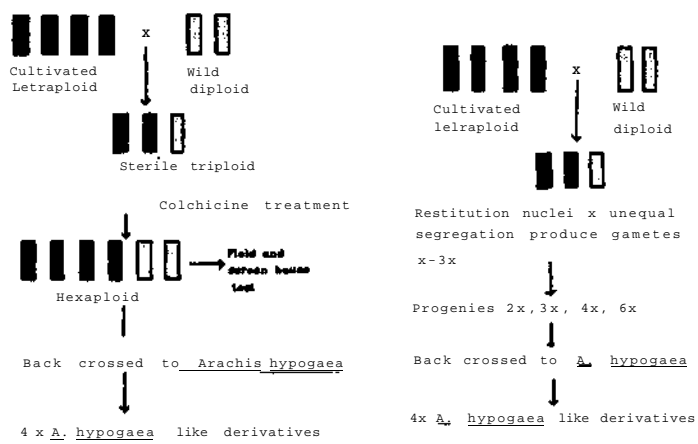 x
Cultivated
Letraploid
Wild
diploid
Sterile triploid
Colchicine treatment
Field and
screen house
test
Hexaploid
Back crossed to Arachis hypogaea
4 x A. hypogaea like derivatives
x
Cultivated
lelraploid
Wild
diploid
Restitution nuclei x unequal
segregation produce gametes
x-3x
Progenies 2x, 3x, 4x, 6x
Back crossed to A. hypogaea
4x A. hypogaea like derivatives